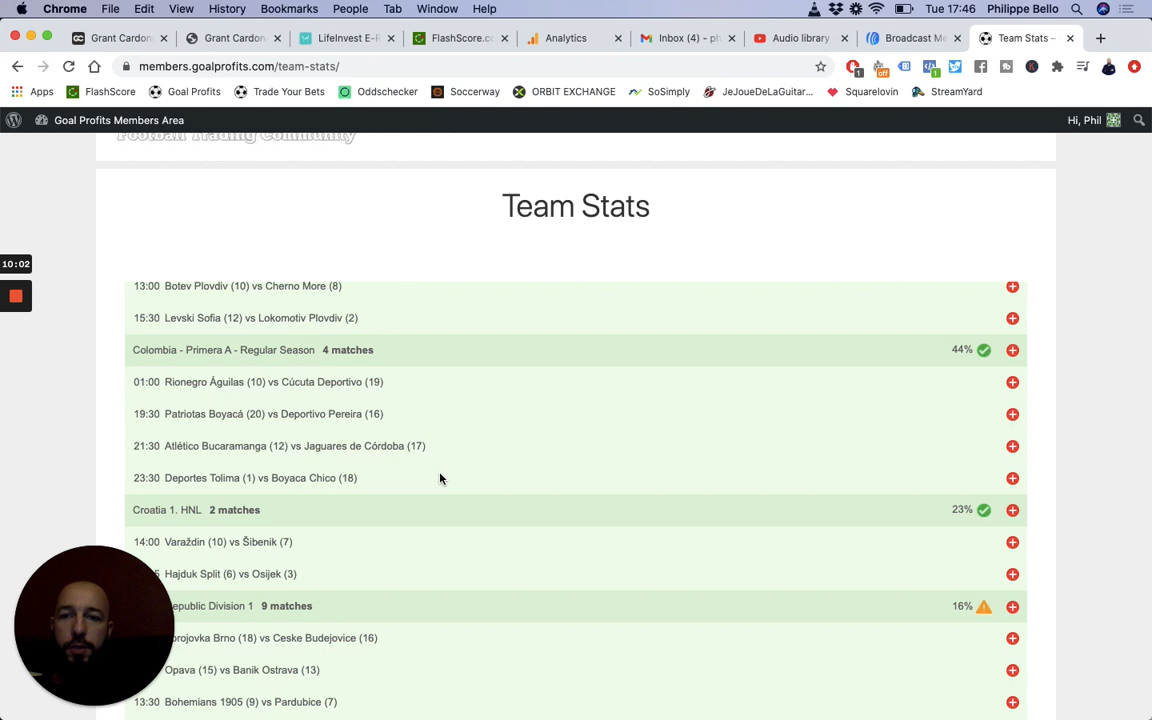 Chrome File Edit View History Bookmarks People Tab Window Help Tue 17:46 Philippe Bello
Grant Cardon Grant Cardon LifeInvest E-R FlashScore.co Analytics Inbox (4) - ph Audio library Broadcast Me Team Stats –
members.goalprofits.com/team-stats/ 1 off 1
Apps FlashScore Goal Profits Trade Your Bets Oddschecker Soccerway ORBIT EXCHANGE SoSimply JeJoueDeLaGuitar... Squarelovin StreamYard
Goal Profits Members Area Hi, Phil
Football Trading Community
Team Stats
10:02
13:00 Botev Plovdiv (10) vs Cherno More (8)
15:30 Levski Sofia (12) vs Lokomotiv Plovdiv (2)
Colombia - Primera A - Regular Season 4 matches 44%
01:00 Rionegro Águilas (10) vs Cúcuta Deportivo (19)
19:30 Patriotas Boyacá (20) vs Deportivo Pereira (16)
21:30 Atlético Bucaramanga (12) vs Jaguares de Córdoba (17)
23:30 Deportes Tolima (1) vs Boyaca Chico (18)
Croatia 1. HNL 2 matches 23%
14:00 Varaždin (10) vs Šibenik (7)
5 Hajduk Split (6) vs Osijek (3)
epublic Division 1 9 matches 16%
brojovka Brno (18) vs Ceske Budejovice (16)
Opava (15) vs Banik Ostrava (13)
13:30 Bohemians 1905 (9) vs Pardubice (7)